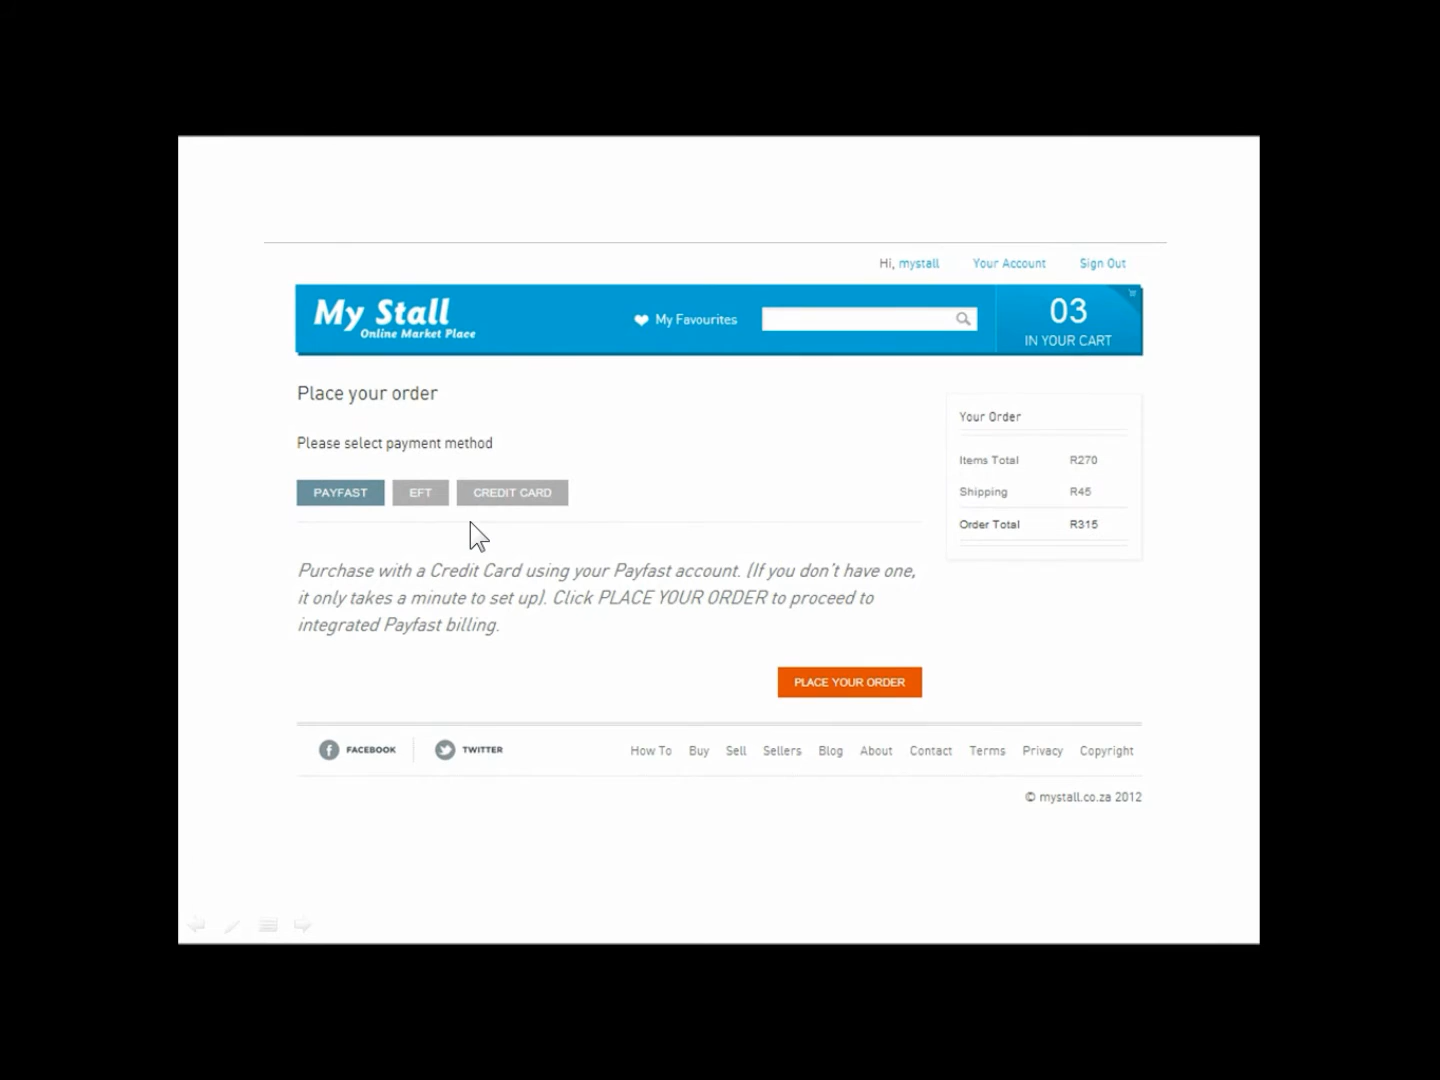 Hi, mystall Your Account Sign Out
My Stall
Online Market Place
My Favourites
03
IN YOUR CART
Place your order
Please select payment method
PAYFAST EFT CREDIT CARD
Purchase with a Credit Card using your Payfast account. (If you don't have one,
it only takes a minute to set up). Click PLACE YOUR ORDER to proceed to
integrated Payfast billing.
PLACE YOUR ORDER
Your Order
Items Total R270
Shipping R45
Order Total R315
FACEBOOK TWITTER How To Buy Sell Sellers Blog About Contact Terms Privacy Copyright
© mystall.co.za 2012